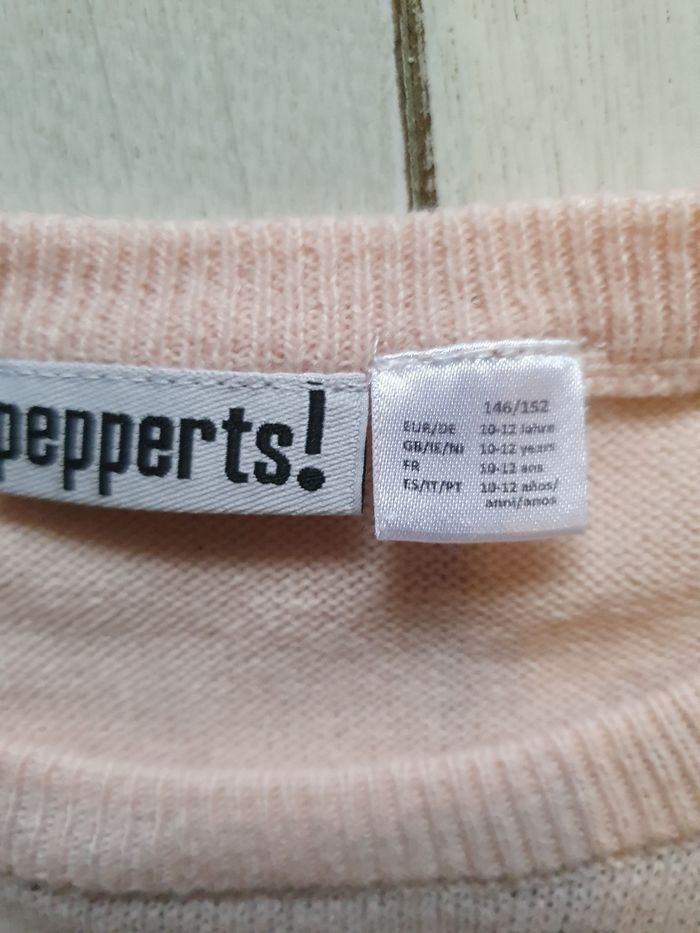 pepperts!
146/152
EUR/DE 10-12 Jahre
GB/IE/NI 10-12 years
FR 10-12 ans
ES/IT/PT 10-12 años/
anni/anos